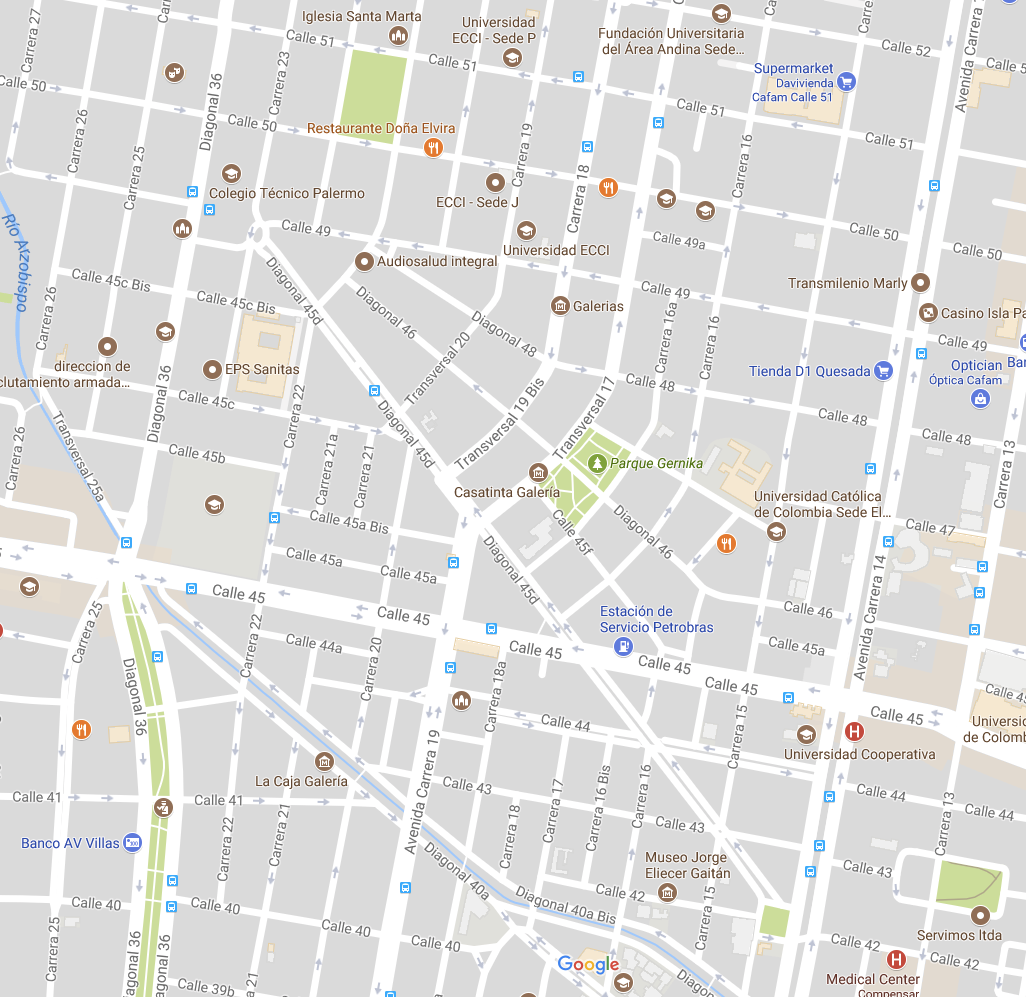 Iglesia Santa Marta
Universidad
ECCI - Sede P
Fundación Universitaria
del Área Andina Sede...
Carrera 27
Calle 51
Calle 52
Carrera 23
Calle 51
Supermarket
Davivienda
Cafam Calle 51
Calle 50
Diagonal 36
Calle 51
Carrera 26
Calle 50
Restaurante Doña Elvira
Calle 51
Carrera 25
Carrera 19
Carrera 16
Colegio Técnico Palermo
ECCI - Sede J
Carrera 18
Río Arzobispo
Calle 49
Universidad ECCI
Calle 49a
Calle 50
Calle 50
Audiosalud integral
Calle 45c Bis
Calle 45c Bis
Diagonal 45d
Diagonal 46
Galerias
Calle 49
Transmilenio Marly
Carrera 26
Diagonal 48
Carrera 16a
Carrera 16
Casino Isla Pa
Calle 49
direccion de
clutamiento armada...
EPS Sanitas
Transversal 20
Tienda D1 Quesada
Optician
Óptica Cafam
Ban
Diagonal 36
Calle 45c
Carrera 22
Diagonal 45d
Transversal 19 Bis
Transversal 17
Calle 48
Calle 48
Calle 48
Carrera 26
Transversal 25a
Calle 45b
Carrera 21a
Carrera 21
Parque Gernika
Carrera 13
Casatinta Galería
Universidad Católica
de Colombia Sede El...
Calle 45a Bis
Calle 45f
Diagonal 46
Calle 47
Calle 45a
Calle 45a
Diagonal 45d
Calle 45
Calle 45
Estación de
Servicio Petrobras
Calle 46
Avenida Carrera 14
Carrera 25
Carrera 22
Calle 44a
Carrera 20
Calle 45
Calle 45
Calle 45a
Diagonal 36
Carrera 18a
Calle 45
Calle 45
Calle 44
Carrera 15
Universidad Cooperativa
Avenida Carrera 19
La Caja Galería
Calle 43
Carrera 17
Carrera 16 Bis
Carrera 16
Calle 41
Calle 41
Calle 44
Calle 44
Carrera 22
Carrera 21
Carrera 18
Calle 43
Carrera 13
Banco AV Villas
Museo Jorge
Eliecer Gaitán
Calle 43
Diagonal 40a
Calle 42
Calle 40
Calle 40
Diagonal 40a Bis
Carrera 15
Carrera 25
Calle 40
Calle 40
Servimos ltda
Calle 42
Calle 42
Diagonal 36
Google
Medical Center
Compensar
Calle 39b